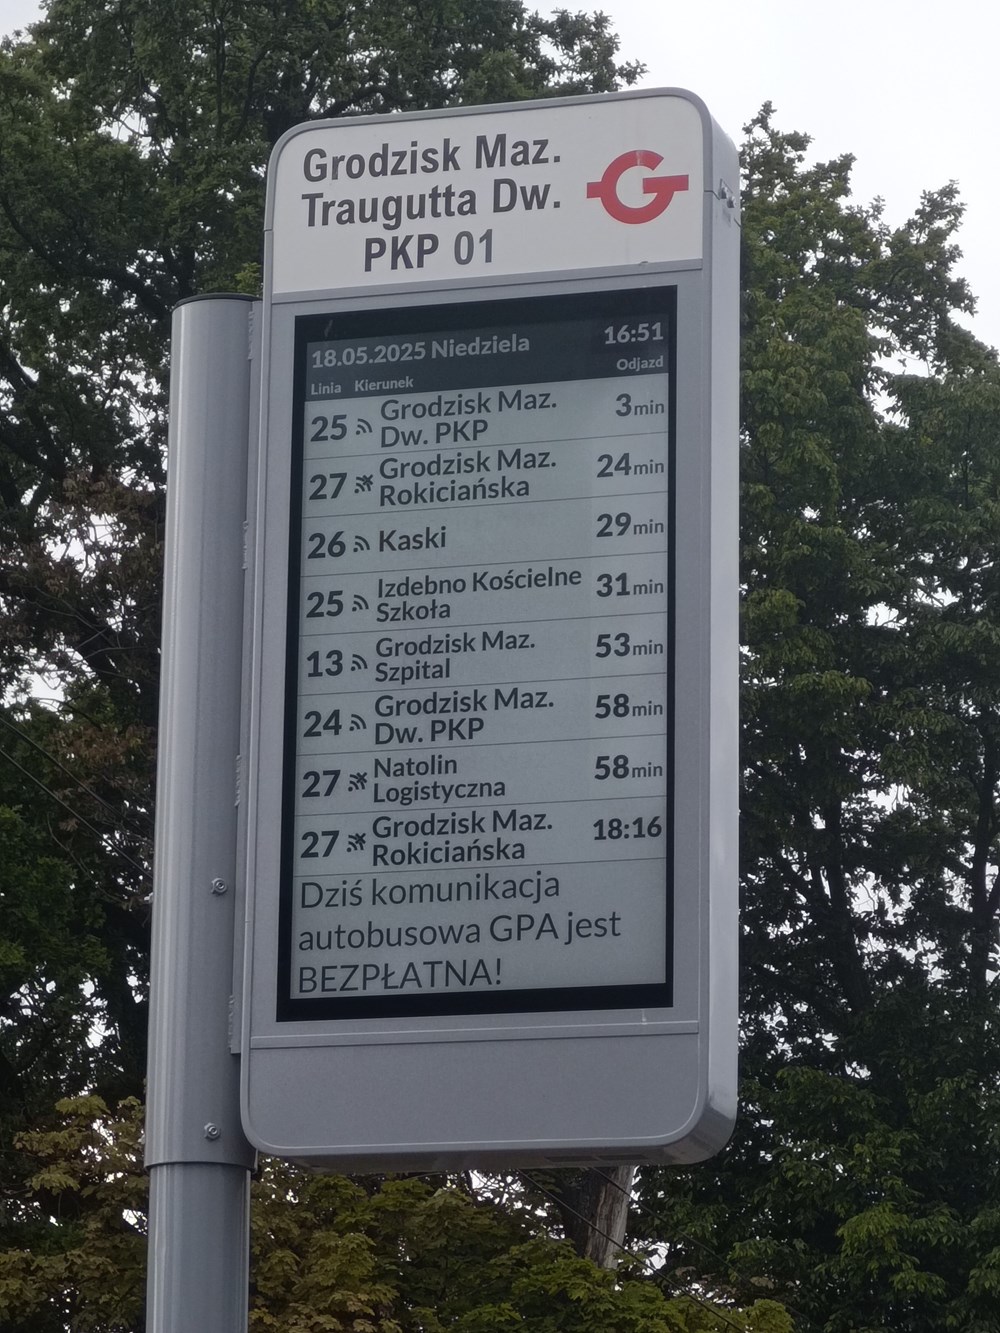 Grodzisk Maz.
Traugutta Dw.
PKP 01
G
18.05.2025 Niedziela 16:51
Linia Kierunek Odjazd
25 Grodzisk Maz. Dw. PKP 3min
27 Grodzisk Maz. Rokiciańska 24min
26 Kaski 29min
25 Izdebno Kościelne Szkoła 31min
13 Grodzisk Maz. Szpital 53min
24 Grodzisk Maz. Dw. PKP 58min
27 Natolin Logistyczna 58min
27 Grodzisk Maz. Rokiciańska 18:16
Dziś komunikacja
autobusowa GPA jest
BEZPŁATNA!